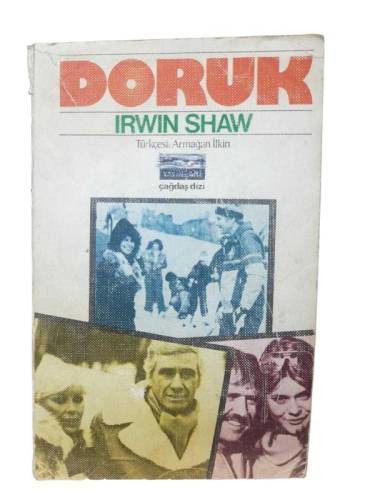 DORUK
IRWIN SHAW
Türkçesi: Armağan İlkin
çağdaş dizi